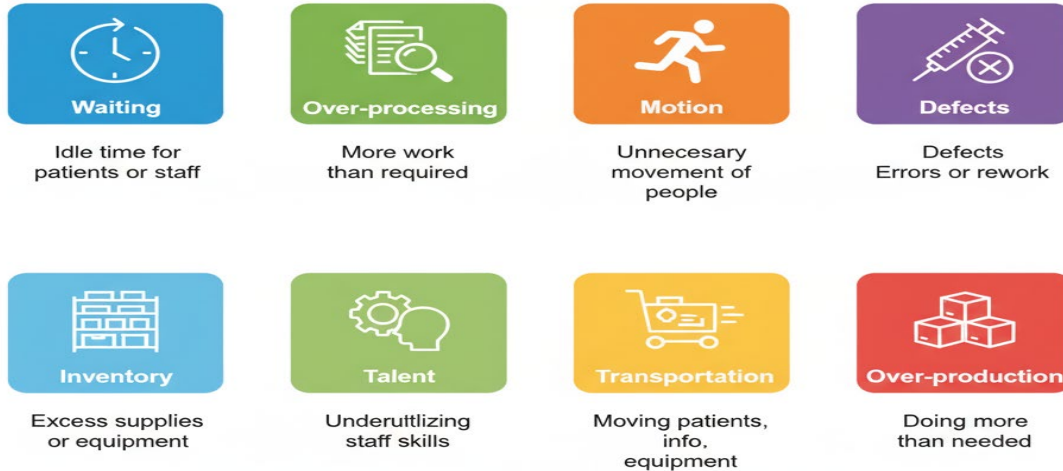 Waiting
Over-processing
Motion
Defects
Idle time for
patients or staff
More work
than required
Unnecesary
movement of
people
Defects
Errors or rework
Inventory
Talent
Transportation
Over-production
Excess supplies
or equipment
Underutlizing
staff skills
Moving patients,
info,
equipment
Doing more
than needed